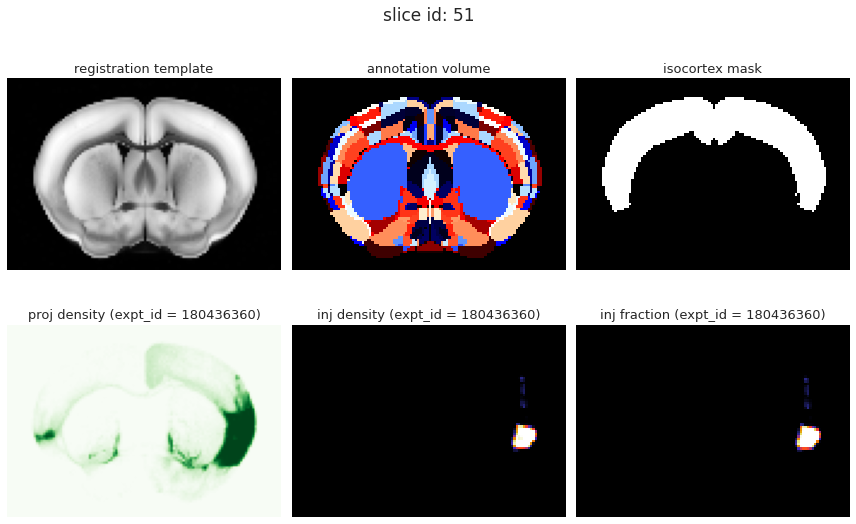 slice id: 51
registration template
annotation volume
isocortex mask
proj density (expt_id = 180436360)
inj density (expt_id = 180436360)
inj fraction (expt_id = 180436360)